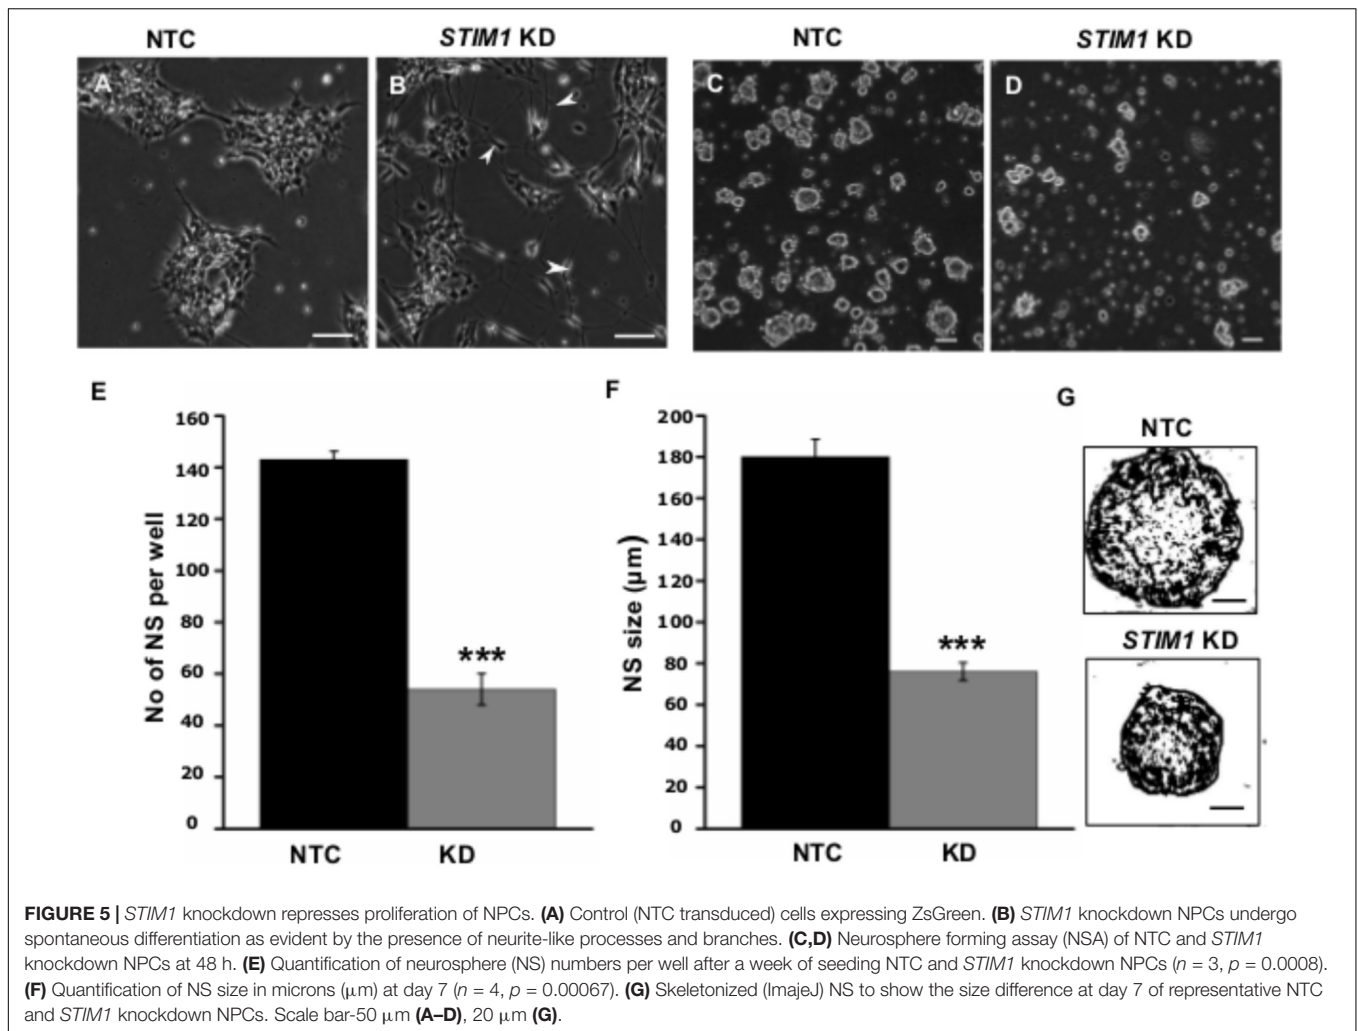 NTC
STIM1 KD
NTC
STIM1 KD
A
B
C
D
E
F
G
No of NS per well
160
140
120
100
80
60
40
20
0
***
NTC
KD
NS size (μm)
200
180
160
140
120
100
80
60
40
20
0
***
NTC
KD
NTC
STIM1 KD
FIGURE 5 | STIM1 knockdown represses proliferation of NPCs. (A) Control (NTC transduced) cells expressing ZsGreen. (B) STIM1 knockdown NPCs undergo
spontaneous differentiation as evident by the presence of neurite-like processes and branches. (C,D) Neurosphere forming assay (NSA) of NTC and STIM1
knockdown NPCs at 48 h. (E) Quantification of neurosphere (NS) numbers per well after a week of seeding NTC and STIM1 knockdown NPCs (n = 3, p = 0.0008).
(F) Quantification of NS size in microns (μm) at day 7 (n = 4, p = 0.00067). (G) Skeletonized (ImajeJ) NS to show the size difference at day 7 of representative NTC
and STIM1 knockdown NPCs. Scale bar-50 μm (A–D), 20 μm (G).